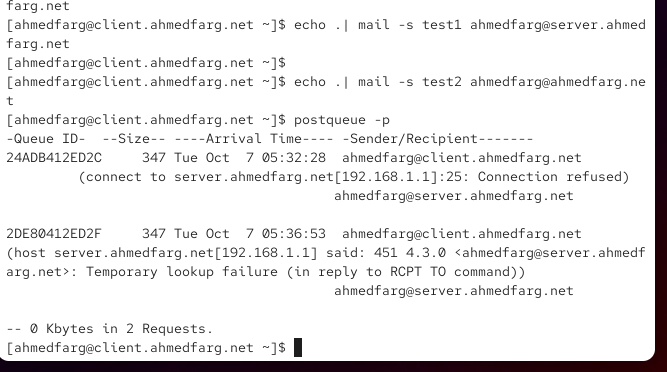 farg.net
[ahmedfarg@client.ahmedfarg.net ~]$ echo .| mail -s test1 ahmedfarg@server.ahmed
farg.net
[ahmedfarg@client.ahmedfarg.net ~]$
[ahmedfarg@client.ahmedfarg.net ~]$ echo .| mail -s test2 ahmedfarg@ahmedfarg.ne
t
[ahmedfarg@client.ahmedfarg.net ~]$ postqueue -p
-Queue ID-  --Size-- ----Arrival Time---- -Sender/Recipient-------
24ADB412ED2C     347 Tue Oct  7 05:32:28  ahmedfarg@client.ahmedfarg.net
         (connect to server.ahmedfarg.net[192.168.1.1]:25: Connection refused)
                                         ahmedfarg@server.ahmedfarg.net

2DE80412ED2F     347 Tue Oct  7 05:36:53  ahmedfarg@client.ahmedfarg.net
(host server.ahmedfarg.net[192.168.1.1] said: 451 4.3.0 <ahmedfarg@server.ahmedf
arg.net>: Temporary lookup failure (in reply to RCPT TO command))
                                         ahmedfarg@server.ahmedfarg.net

-- 0 Kbytes in 2 Requests.
[ahmedfarg@client.ahmedfarg.net ~]$